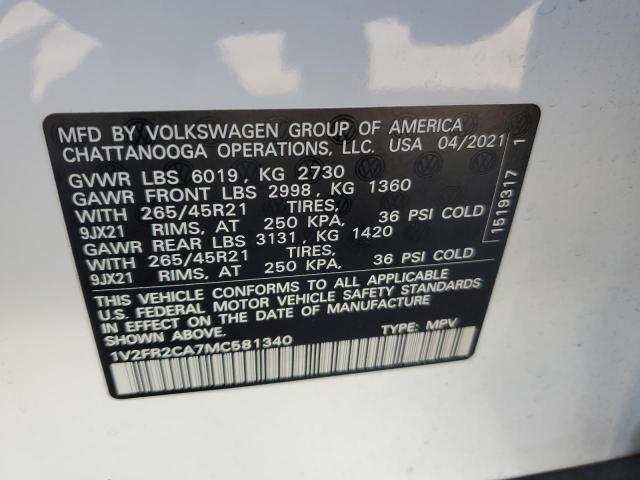 MFD BY VOLKSWAGEN GROUP OF AMERICA
CHATTANOOGA OPERATIONS, LLC. USA 04/2021
GVWR LBS 6019, KG 2730
GAWR FRONT LBS 2998, KG 1360
WITH 265/45R21 TIRES,
9JX21 RIMS, AT 250 KPA, 36 PSI COLD
GAWR REAR LBS 3131, KG 1420
WITH 265/45R21 TIRES,
9JX21 RIMS, AT 250 KPA, 36 PSI COLD
THIS VEHICLE CONFORMS TO ALL APPLICABLE
U.S. FEDERAL MOTOR VEHICLE SAFETY STANDARDS
IN EFFECT ON THE DATE OF MANUFACTURE
1V2FR2CA7MC581340 TYPE: MPV
1519317 1